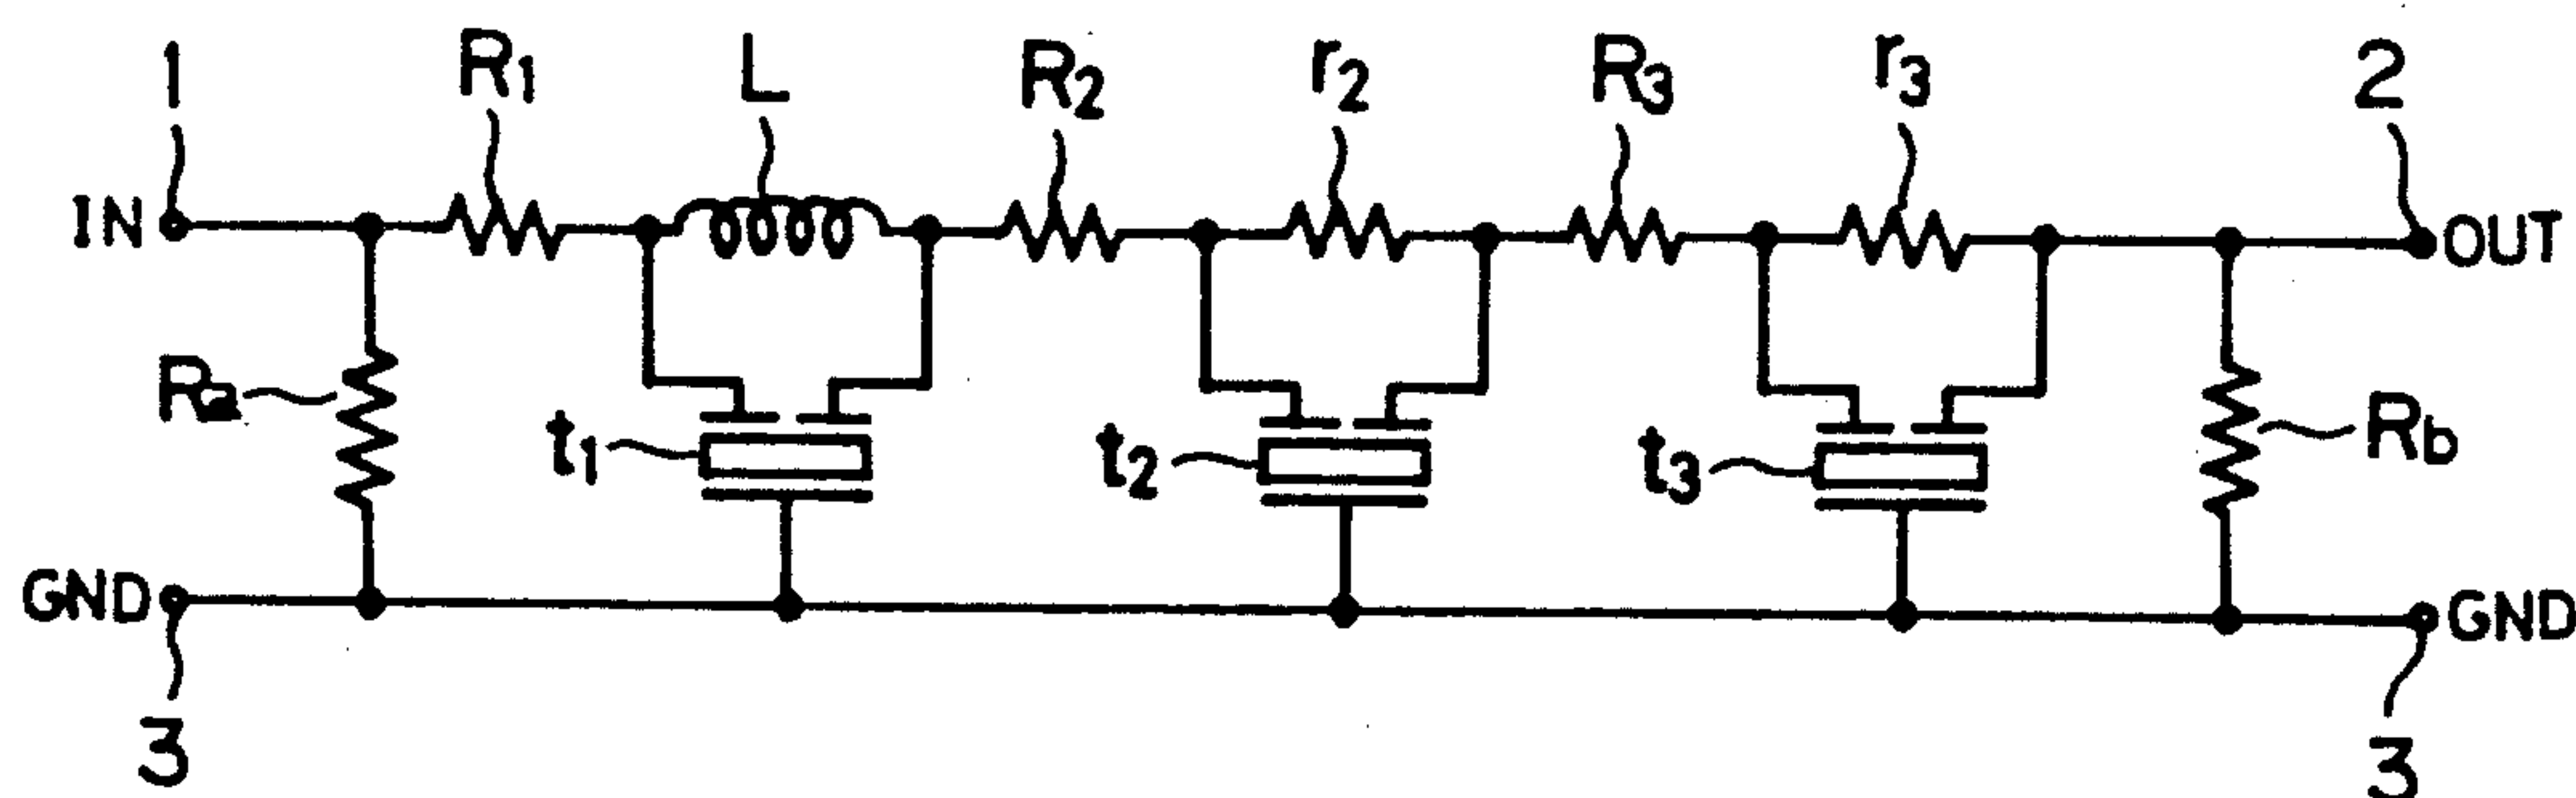 1 R1 L R2 r2 R3 r3 2
IN OUT
Ra t1 t2 t3 Rb
GND GND
3 3